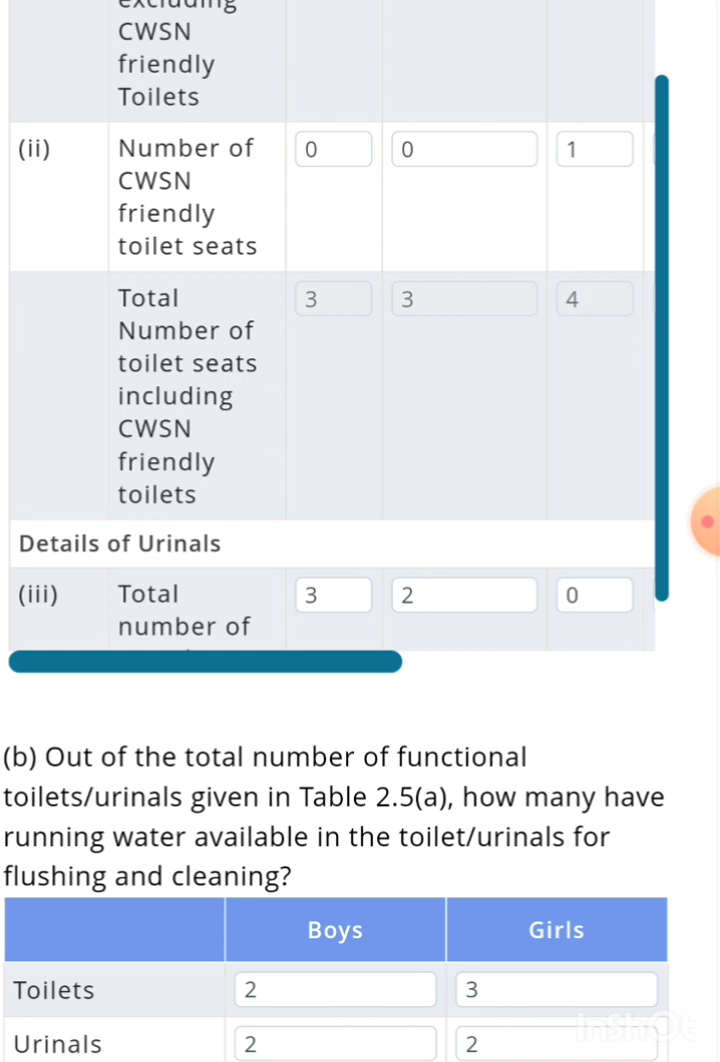 excluding
CWSN
friendly
Toilets
(ii) Number of 0 0 1
CWSN
friendly
toilet seats
Total 3 3 4
Number of
toilet seats
including
CWSN
friendly
toilets
Details of Urinals
(iii) Total 3 2 0
number of
(b) Out of the total number of functional
toilets/urinals given in Table 2.5(a), how many have
running water available in the toilet/urinals for
flushing and cleaning?
Boys Girls
Toilets 2 3
Urinals 2 2
InShOt